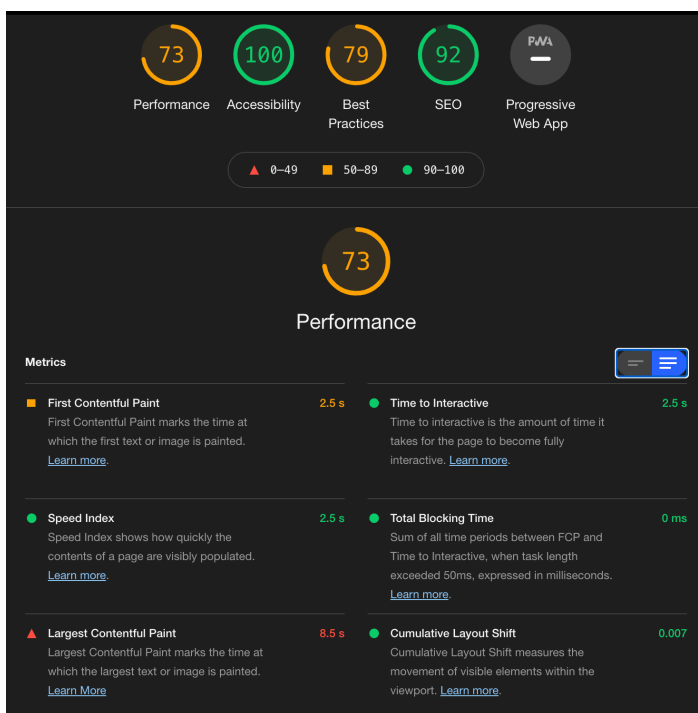 73
100
79
92
PWA
Performance
Accessibility
Best
Practices
SEO
Progressive
Web App
0–49
50–89
90–100
73
Performance
Metrics
First Contentful Paint
2.5 s
First Contentful Paint marks the time at
which the first text or image is painted.
Learn more.
Time to Interactive
2.5 s
Time to interactive is the amount of time it
takes for the page to become fully
interactive. Learn more.
Speed Index
2.5 s
Speed Index shows how quickly the
contents of a page are visibly populated.
Learn more.
Total Blocking Time
0 ms
Sum of all time periods between FCP and
Time to Interactive, when task length
exceeded 50ms, expressed in milliseconds.
Learn more.
Largest Contentful Paint
8.5 s
Largest Contentful Paint marks the time at
which the largest text or image is painted.
Learn More
Cumulative Layout Shift
0.007
Cumulative Layout Shift measures the
movement of visible elements within the
viewport. Learn more.